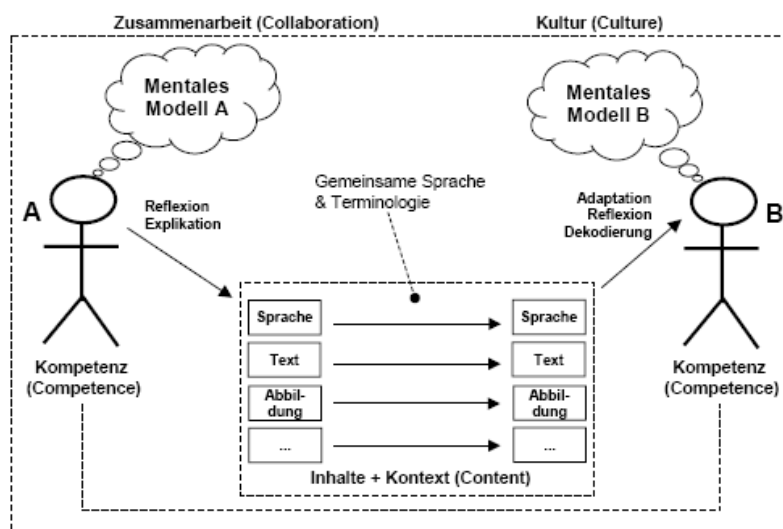 Zusammenarbeit (Collaboration)
Kultur (Culture)
Mentales
Modell A
Mentales
Modell B
Gemeinsame Sprache
& Terminologie
A
Reflexion
Explikation
Adaptation
Reflexion
Dekodierung
B
Sprache
Sprache
Text
Text
Abbil-
dung
Abbil-
dung
...
...
Kompetenz
(Competence)
Kompetenz
(Competence)
Inhalte + Kontext (Content)